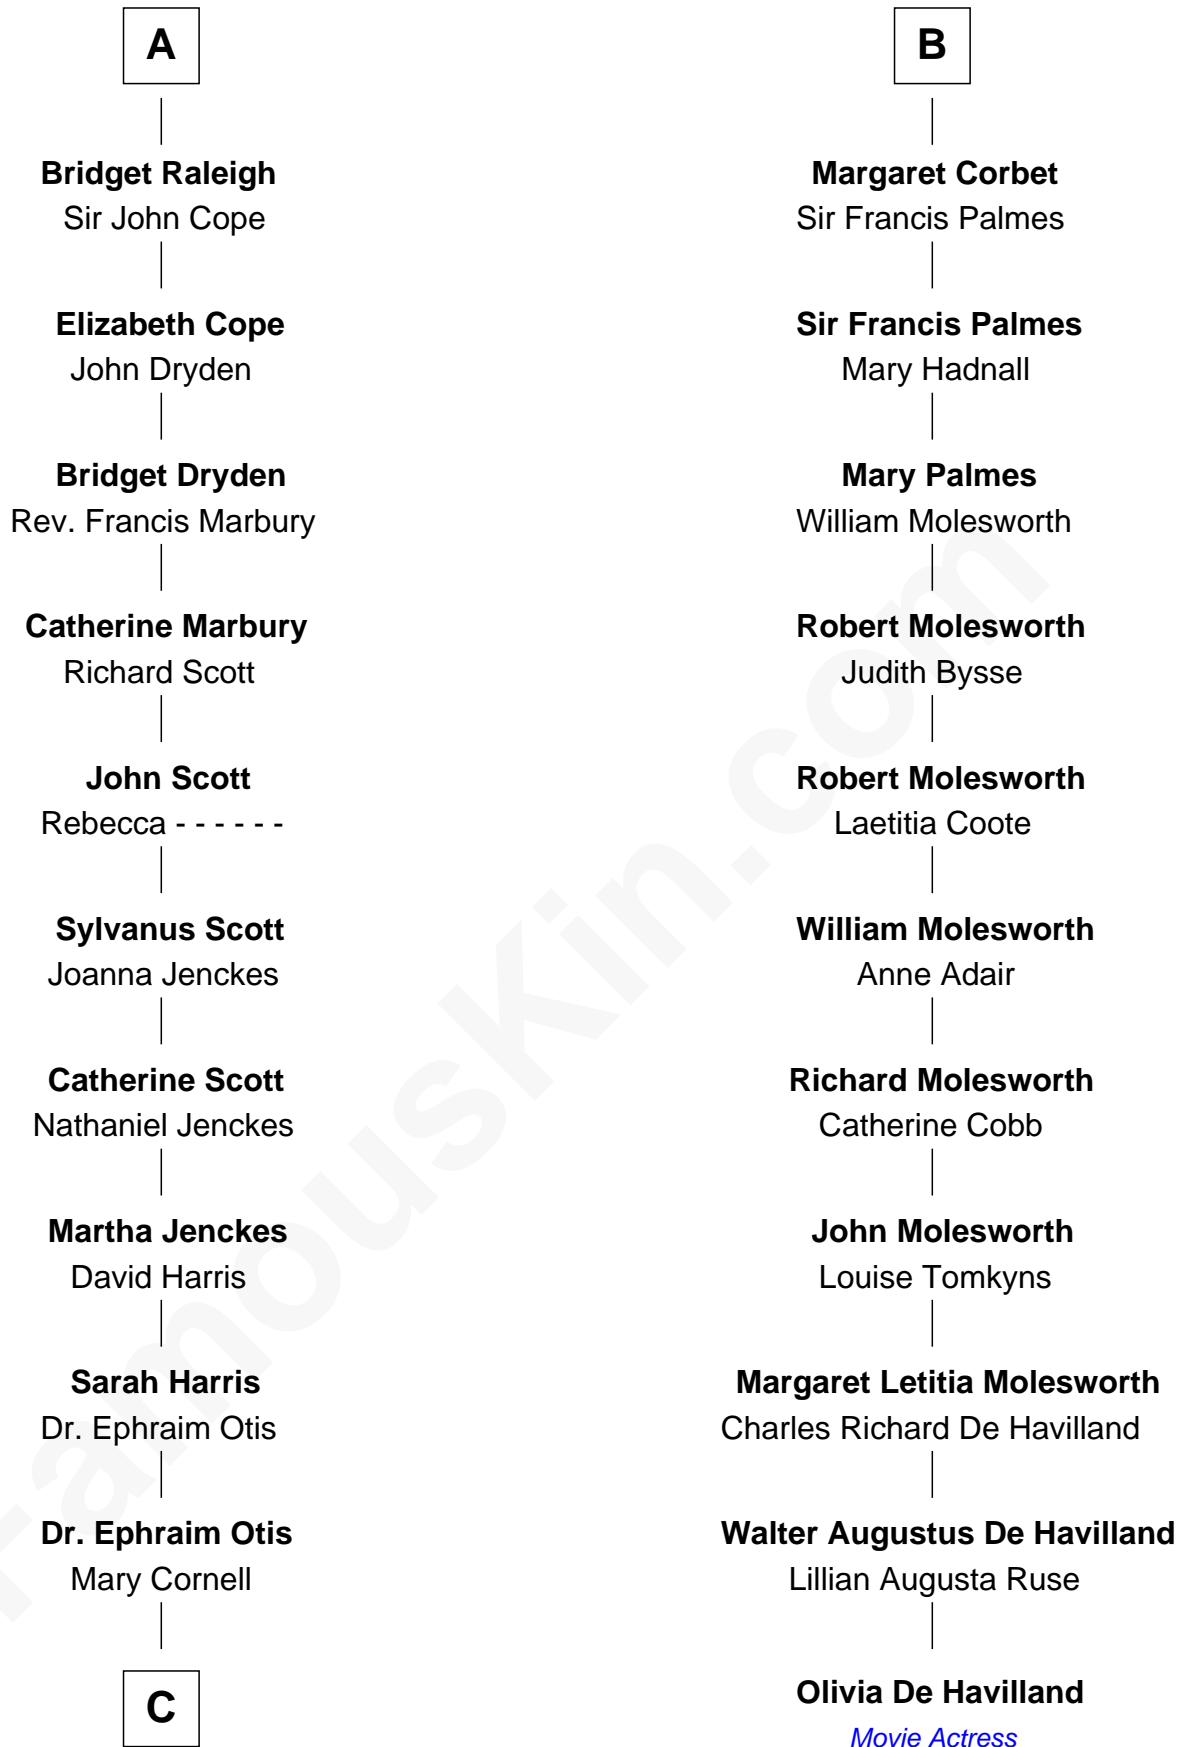 A
Bridget Raleigh
Sir John Cope
Elizabeth Cope
John Dryden
Bridget Dryden
Rev. Francis Marbury
Catherine Marbury
Richard Scott
John Scott
Rebecca - - - - - -
Sylvanus Scott
Joanna Jenckes
Catherine Scott
Nathaniel Jenckes
Martha Jenckes
David Harris
Sarah Harris
Dr. Ephraim Otis
Dr. Ephraim Otis
Mary Cornell
C
B
Margaret Corbet
Sir Francis Palmes
Sir Francis Palmes
Mary Hadnall
Mary Palmes
William Molesworth
Robert Molesworth
Judith Bysse
Robert Molesworth
Laetitia Coote
William Molesworth
Anne Adair
Richard Molesworth
Catherine Cobb
John Molesworth
Louise Tomkyns
Margaret Letitia Molesworth
Charles Richard De Havilland
Walter Augustus De Havilland
Lillian Augusta Ruse
Olivia De Havilland
Movie Actress
FamousKin.com